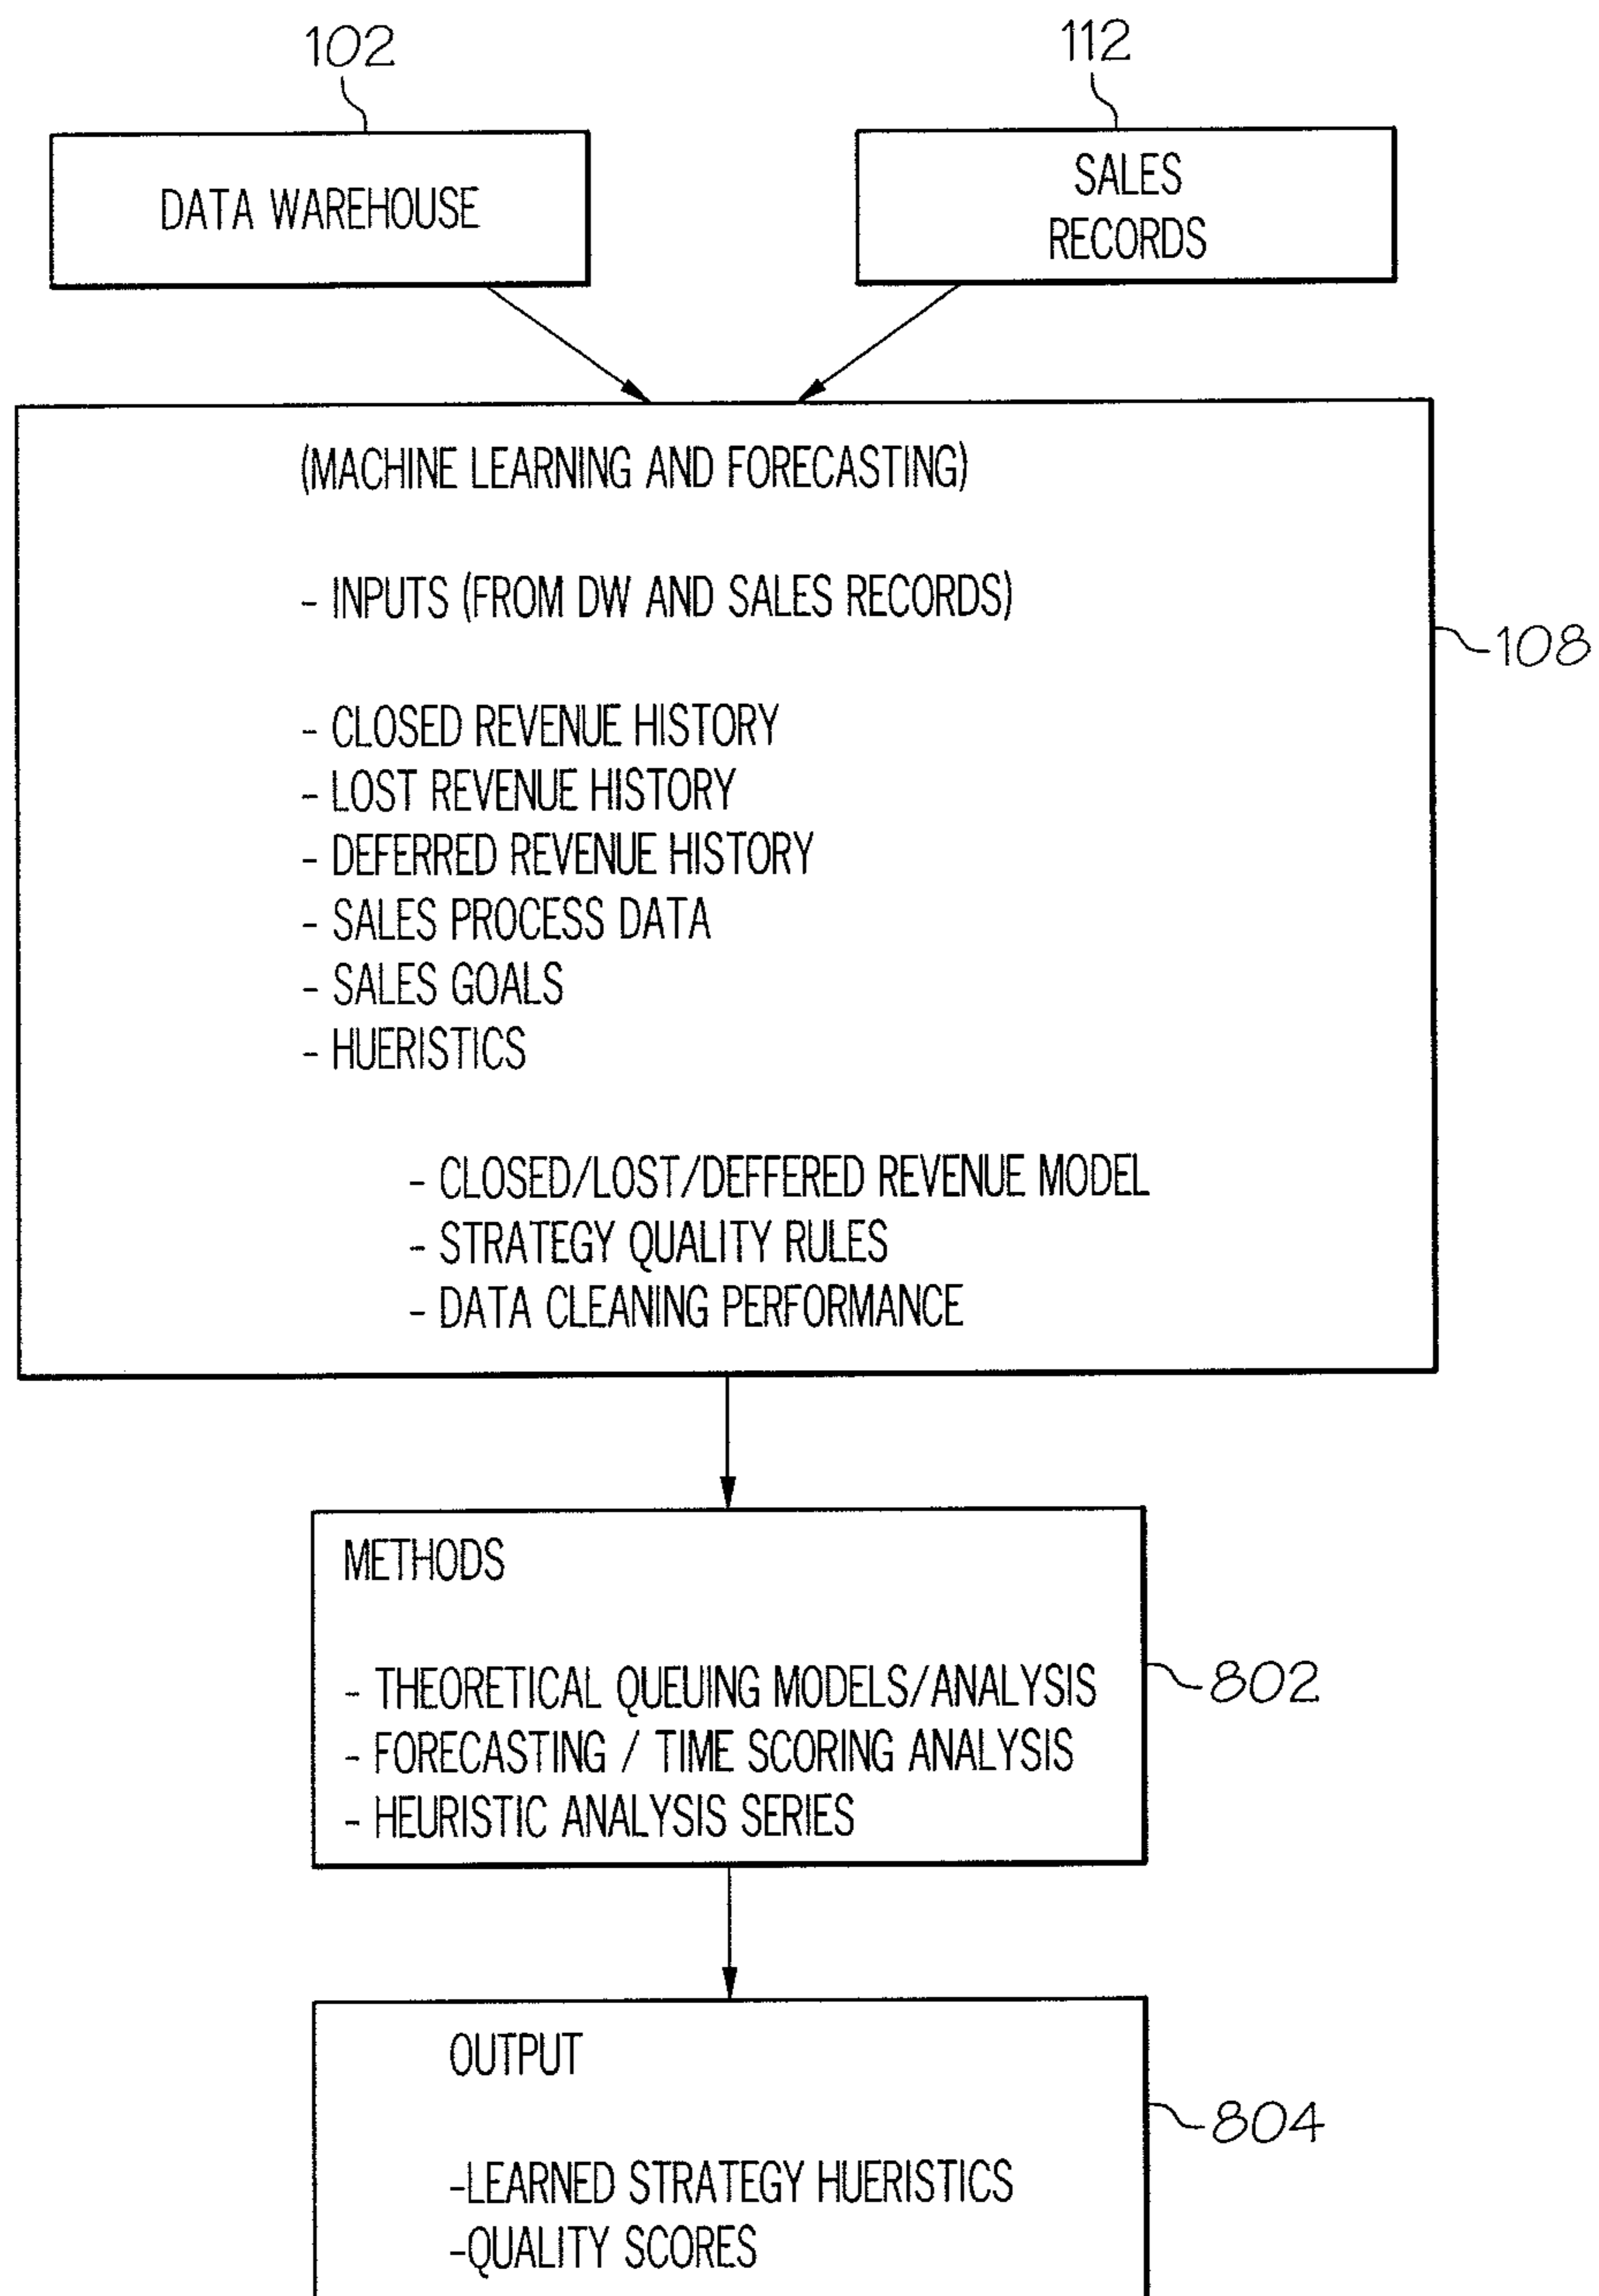 102
112
DATA WAREHOUSE
SALES
RECORDS
(MACHINE LEARNING AND FORECASTING)
- INPUTS (FROM DW AND SALES RECORDS)
108
- CLOSED REVENUE HISTORY
- LOST REVENUE HISTORY
- DEFERRED REVENUE HISTORY
- SALES PROCESS DATA
- SALES GOALS
- HUERISTICS
- CLOSED/LOST/DEFFERED REVENUE MODEL
- STRATEGY QUALITY RULES
- DATA CLEANING PERFORMANCE
METHODS
- THEORETICAL QUEUING MODELS/ANALYSIS
802
- FORECASTING / TIME SCORING ANALYSIS
- HEURISTIC ANALYSIS SERIES
OUTPUT
804
-LEARNED STRATEGY HUERISTICS
-QUALITY SCORES